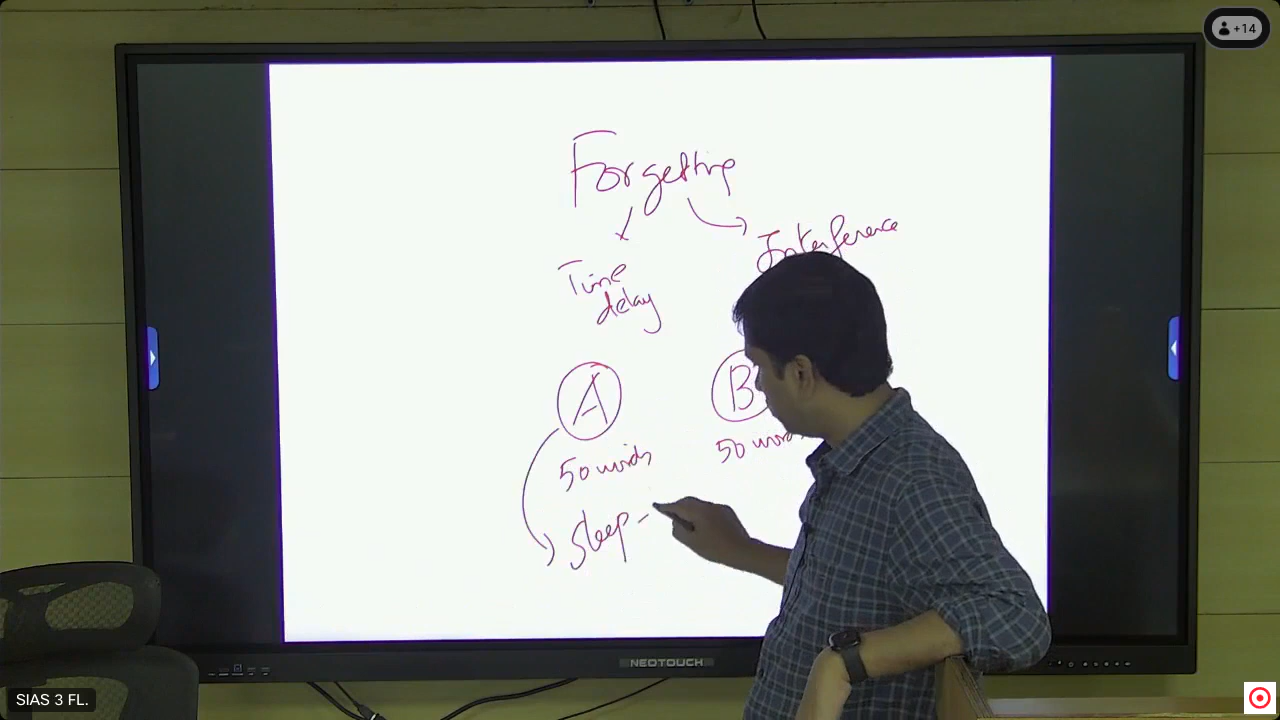 +14
Forgetting
Interference
Time
delay
A
B
50 words
50 words
Sleep -
NEOTOUCH
SIAS 3 FL.